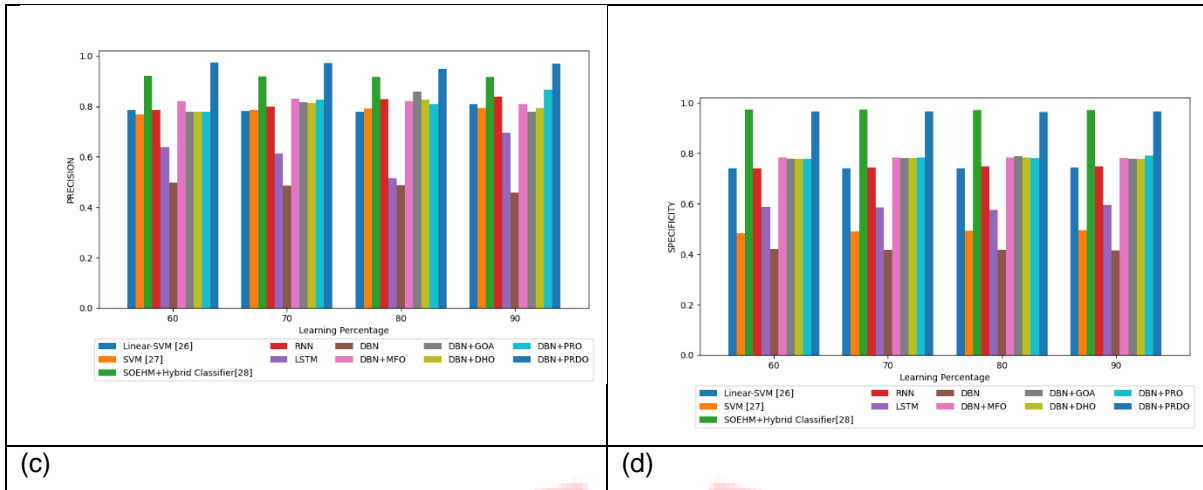 1.0
0.8
0.6
0.4
0.2
0.0
PRECISION
60 70 80 90
Learning Percentage
Linear-SVM [26]
SVM [27]
SOEHM+Hybrid Classifier[28]
RNN
LSTM
DBN
DBN+MFO
DBN+GOA
DBN+DHO
DBN+PRO
DBN+PRDO
(c)
1.0
0.8
0.6
0.4
0.2
0.0
SPECIFICITY
60 70 80 90
Learning Percentage
Linear-SVM [26]
SVM [27]
SOEHM+Hybrid Classifier[28]
RNN
LSTM
DBN
DBN+MFO
DBN+GOA
DBN+DHO
DBN+PRO
DBN+PRDO
(d)